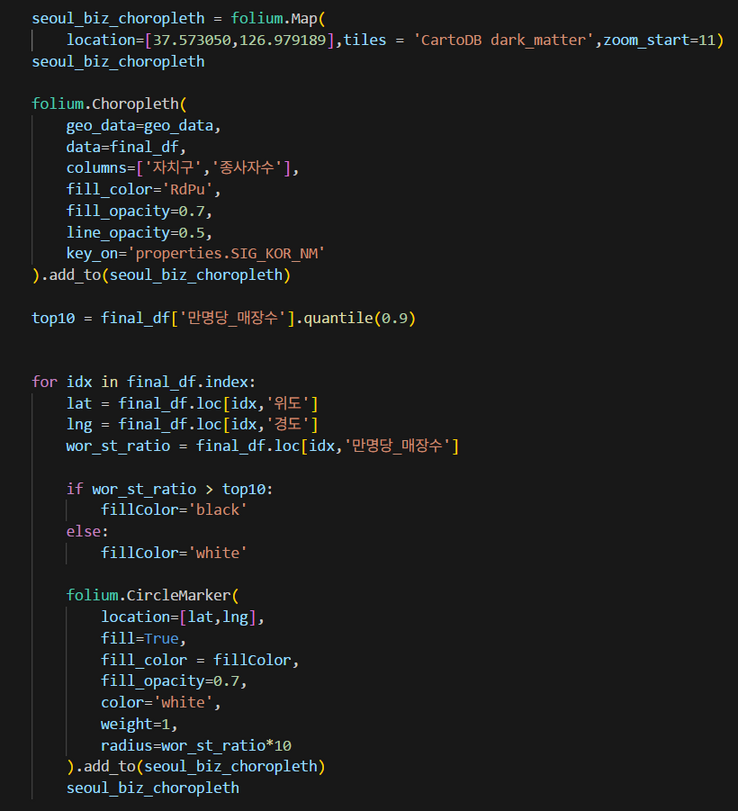 seoul_biz_choropleth = folium.Map(
    location=[37.573050,126.979189],tiles = 'CartoDB dark_matter',zoom_start=11)
seoul_biz_choropleth

folium.Choropleth(
    geo_data=geo_data,
    data=final_df,
    columns=['자치구','종사자수'],
    fill_color='RdPu',
    fill_opacity=0.7,
    line_opacity=0.5,
    key_on='properties.SIG_KOR_NM'
).add_to(seoul_biz_choropleth)

top10 = final_df['만명당_매장수'].quantile(0.9)


for idx in final_df.index:
    lat = final_df.loc[idx,'위도']
    lng = final_df.loc[idx,'경도']
    wor_st_ratio = final_df.loc[idx,'만명당_매장수']

    if wor_st_ratio > top10:
        fillColor='black'
    else:
        fillColor='white'

    folium.CircleMarker(
        location=[lat,lng],
        fill=True,
        fill_color = fillColor,
        fill_opacity=0.7,
        color='white',
        weight=1,
        radius=wor_st_ratio*10
    ).add_to(seoul_biz_choropleth)
    seoul_biz_choropleth